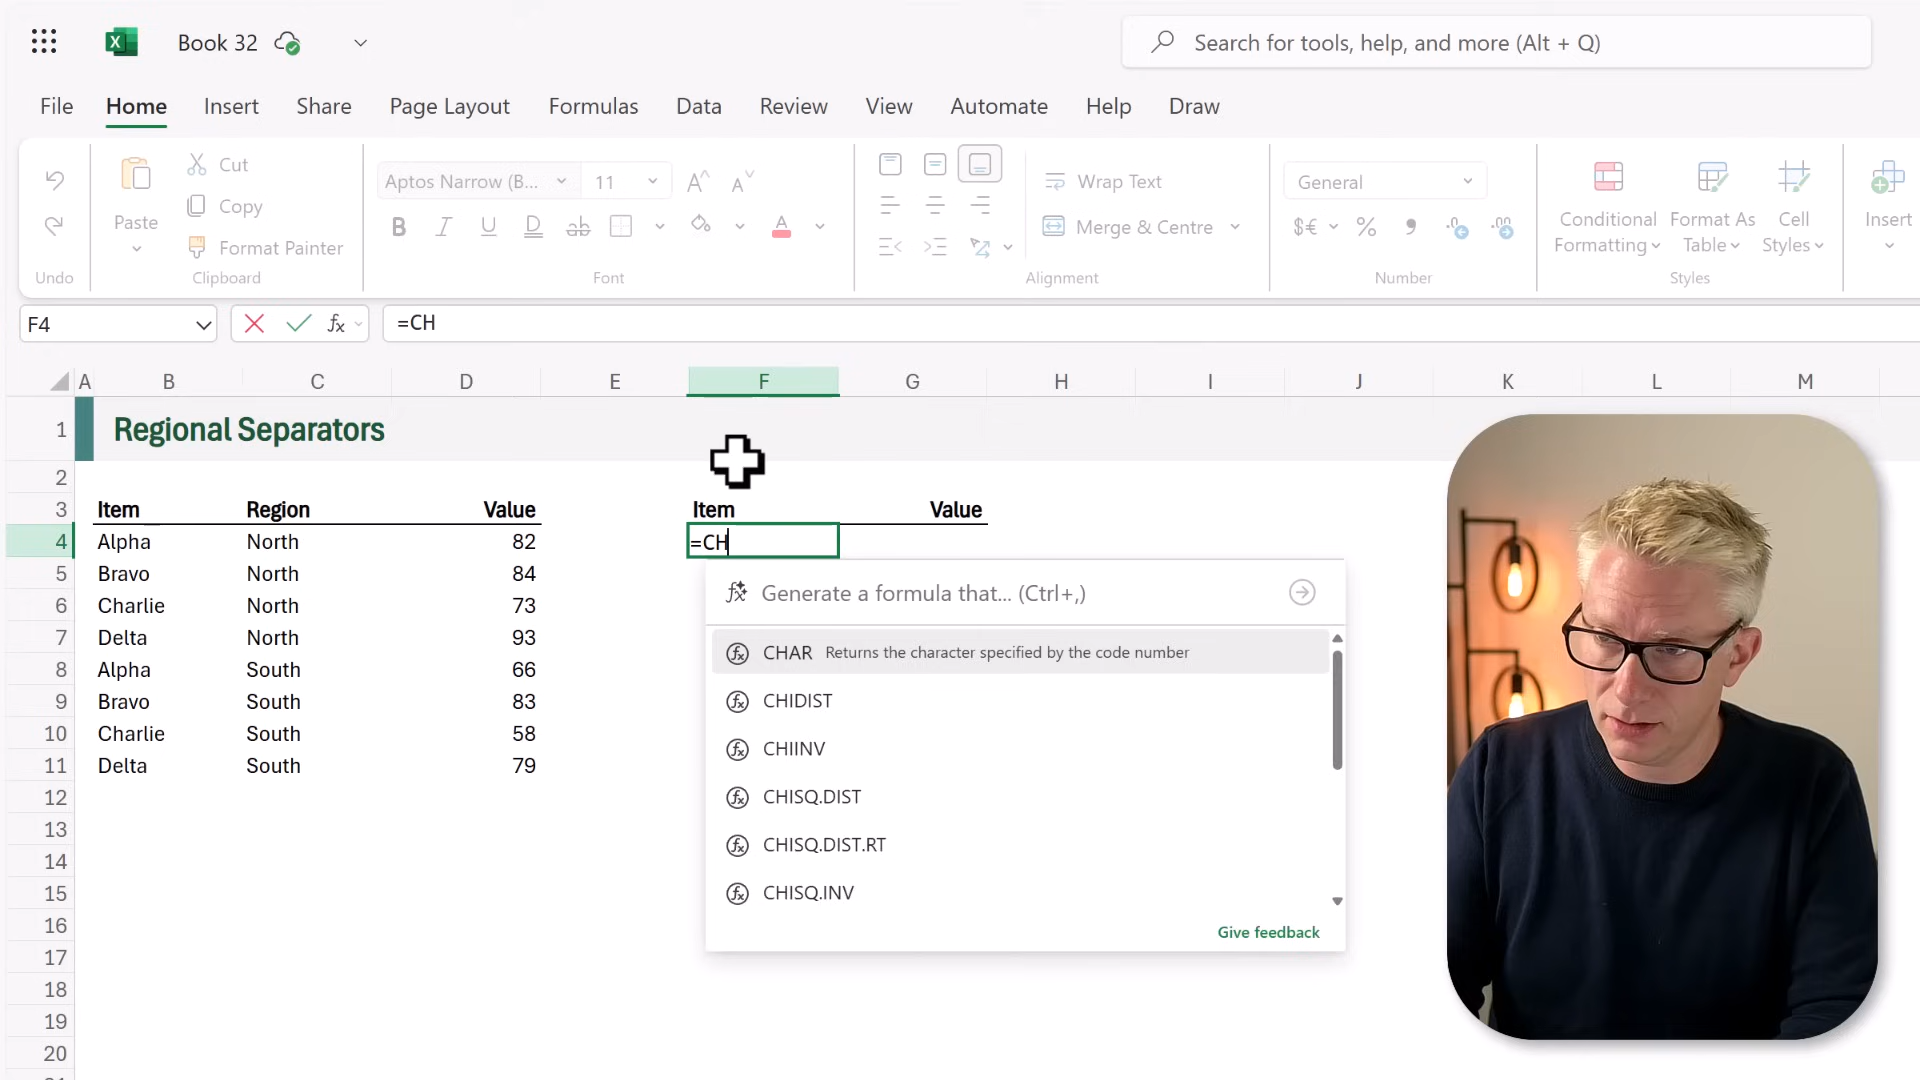 Book 32
Search for tools, help, and more (Alt + Q)
File Home Insert Share Page Layout Formulas Data Review View Automate Help Draw
Paste
Cut
Copy
Format Painter
Aptos Narrow (B... 11
B I U D ab A
Wrap Text
Merge & Centre
General
$€ % 9
Conditional Formatting
Format As Table
Cell Styles
Insert
Undo Clipboard Font Alignment Number Styles
F4 fx =CH
A B C D E F G H I J K L M
1 Regional Separators
2
3 Item Region Value Item Value
4 Alpha North 82 =CH
5 Bravo North 84
6 Charlie North 73
7 Delta North 93
8 Alpha South 66
9 Bravo South 83
10 Charlie South 58
11 Delta South 79
12
13
14
15
16
17
18
19
20
Generate a formula that... (Ctrl+,)
CHAR Returns the character specified by the code number
CHIDIST
CHIINV
CHISQ.DIST
CHISQ.DIST.RT
CHISQ.INV
Give feedback